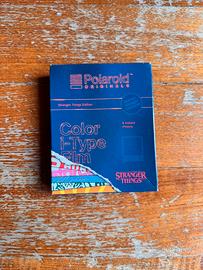 Polaroid
ORIGINALS
Stranger Things Edition
Color
i-Type
Film
8 Instant
Photos
STRANGER
THINGS